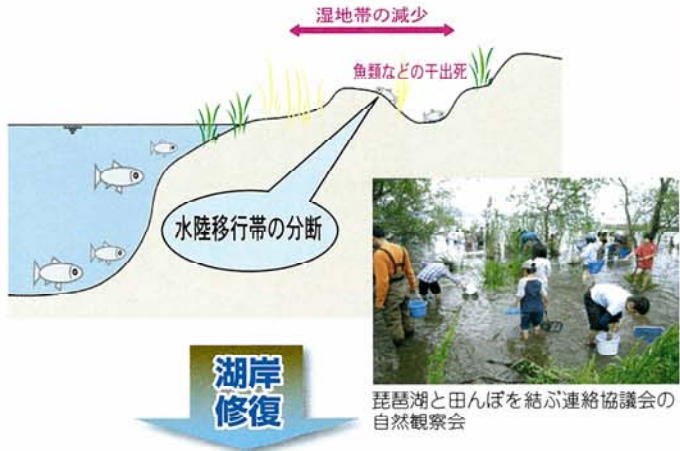 湿地帯の減少
魚類などの干出死
水陸移行帯の分断
湖岸
修復
琵琶湖と田んぼを結ぶ連絡協議会の
自然観察会